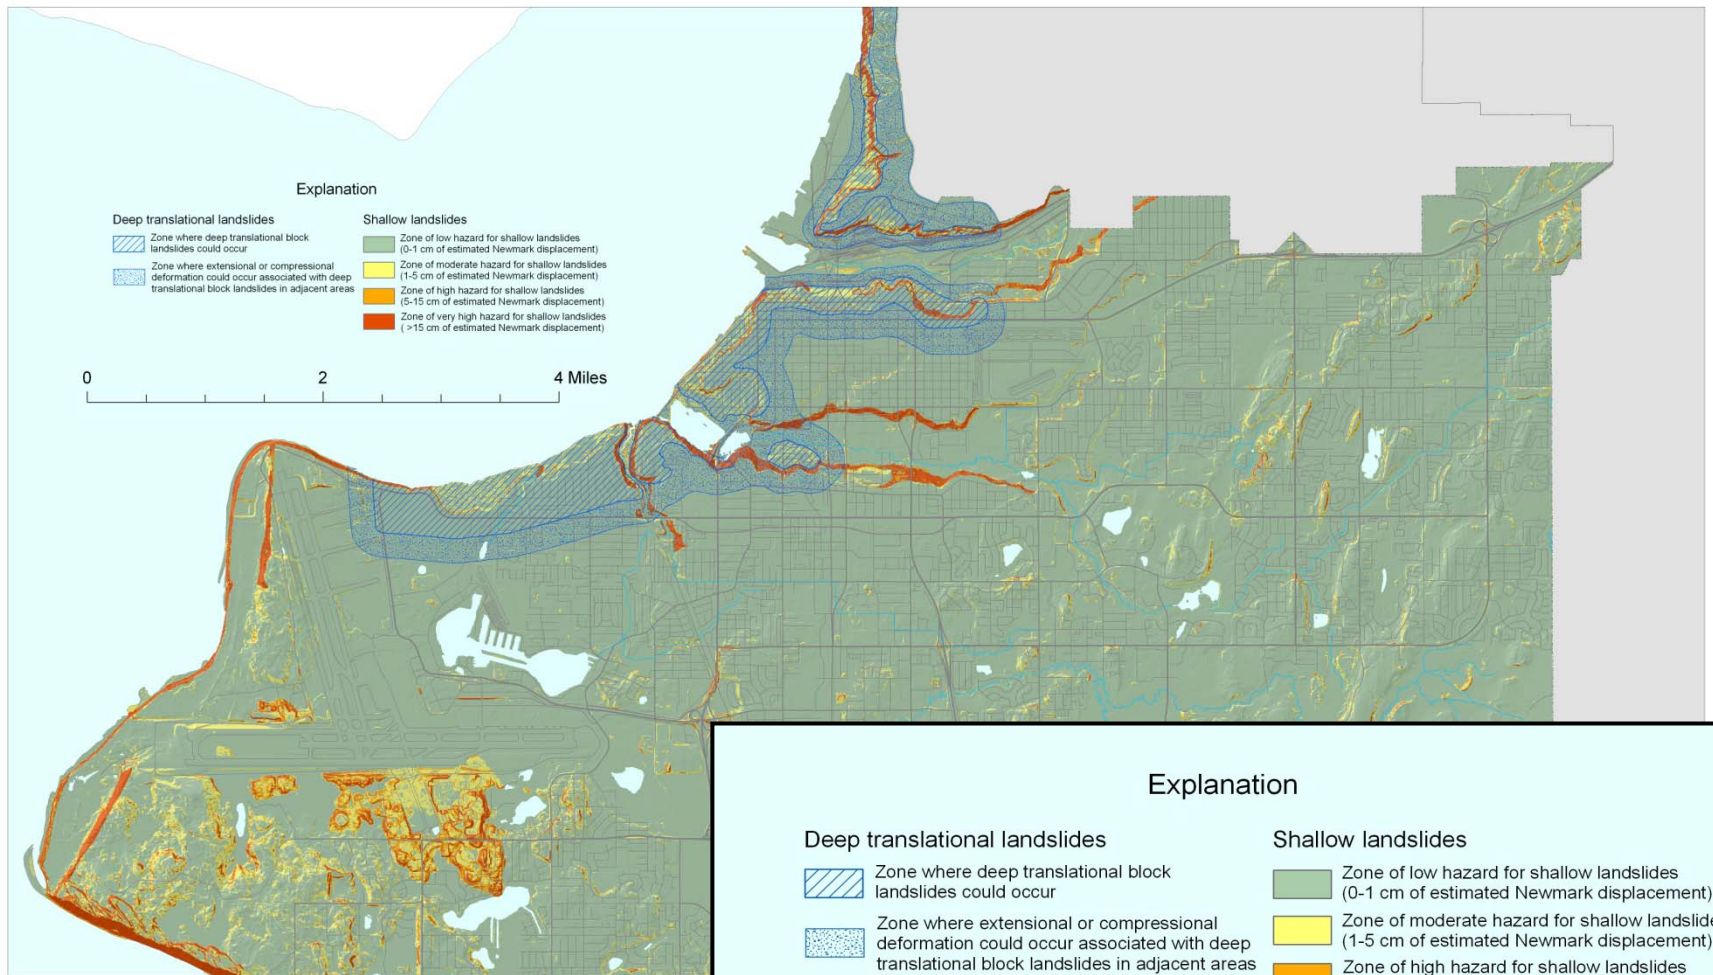 Explanation
Deep translational landslides
Zone where deep translational block
landslides could occur
Zone where extensional or compressional
deformation could occur associated with deep
translational block landslides in adjacent areas
Shallow landslides
Zone of low hazard for shallow landslides
(0-1 cm of estimated Newmark displacement)
Zone of moderate hazard for shallow landslides
(1-5 cm of estimated Newmark displacement)
Zone of high hazard for shallow landslides
(5-15 cm of estimated Newmark displacement)
Zone of very high hazard for shallow landslides
( >15 cm of estimated Newmark displacement)
0 2 4 Miles
Explanation
Deep translational landslides
Zone where deep translational block
landslides could occur
Zone where extensional or compressional
deformation could occur associated with deep
translational block landslides in adjacent areas
Shallow landslides
Zone of low hazard for shallow landslides
(0-1 cm of estimated Newmark displacement)
Zone of moderate hazard for shallow landslide
(1-5 cm of estimated Newmark displacement)
Zone of high hazard for shallow landslides